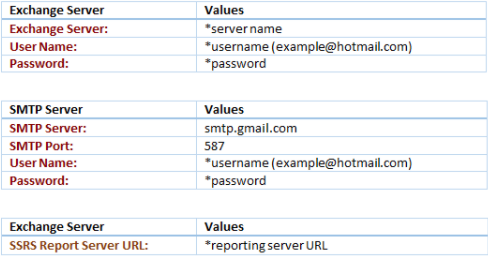 Exchange Server Values
Exchange Server: *server name
User Name: *username (example@hotmail.com)
Password: *password
SMTP Server Values
SMTP Server: smtp.gmail.com
SMTP Port: 587
User Name: *username (example@hotmail.com)
Password: *password
Exchange Server Values
SSRS Report Server URL: *reporting server URL